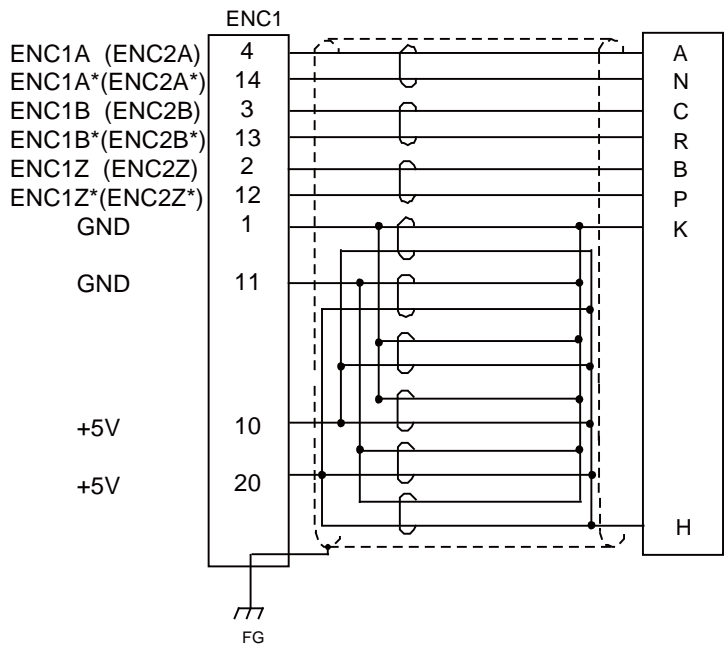 ENC1
ENC1A (ENC2A) 4 A
ENC1A*(ENC2A*) 14 N
ENC1B (ENC2B) 3 C
ENC1B*(ENC2B*) 13 R
ENC1Z (ENC2Z) 2 B
ENC1Z*(ENC2Z*) 12 P
GND 1 K
GND 11
+5V 10
+5V 20
H
FG